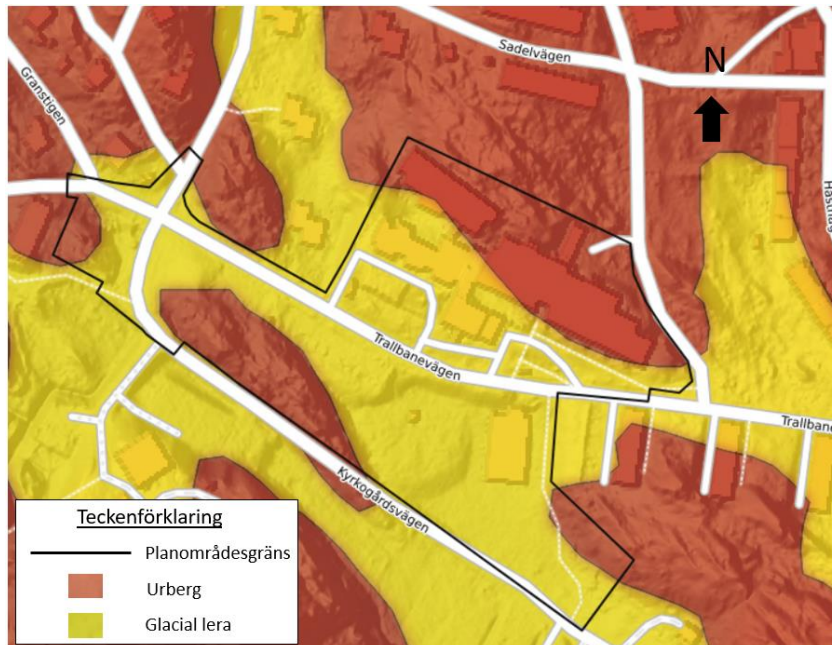 Sadelvägen
N
Granstigen
Trallbanevägen
Trallbane
Kyrkogårdsvägen
Teckenförklaring
Planområdesgräns
Urberg
Glacial lera